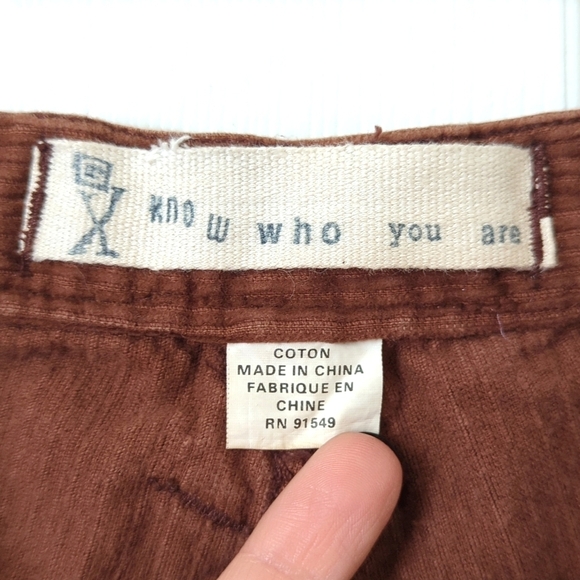 know who you are
COTON
MADE IN CHINA
FABRIQUE EN
CHINE
RN 91549